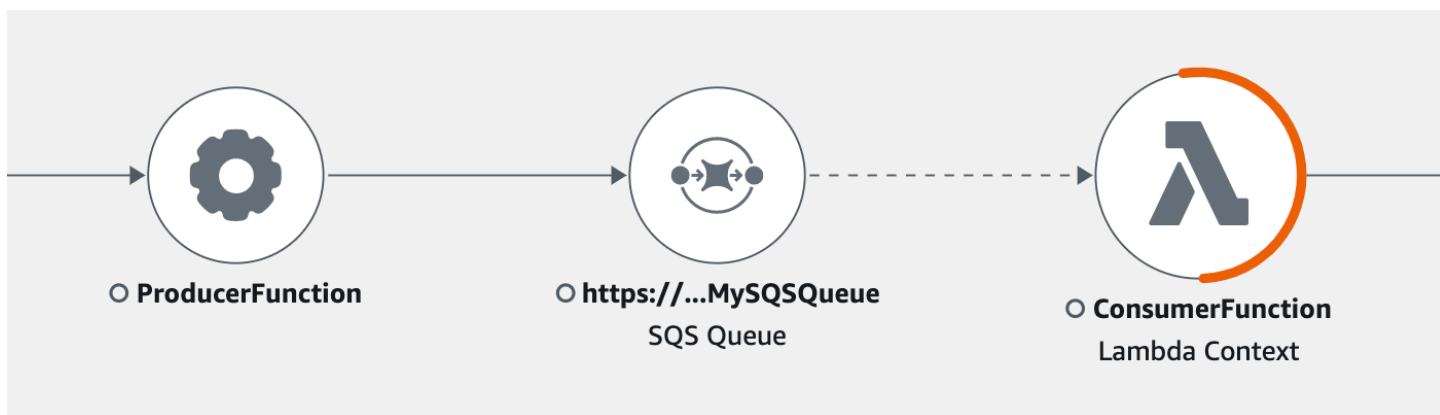 ProducerFunction
https://...MySQSQueue
SQS Queue
ConsumerFunction
Lambda Context